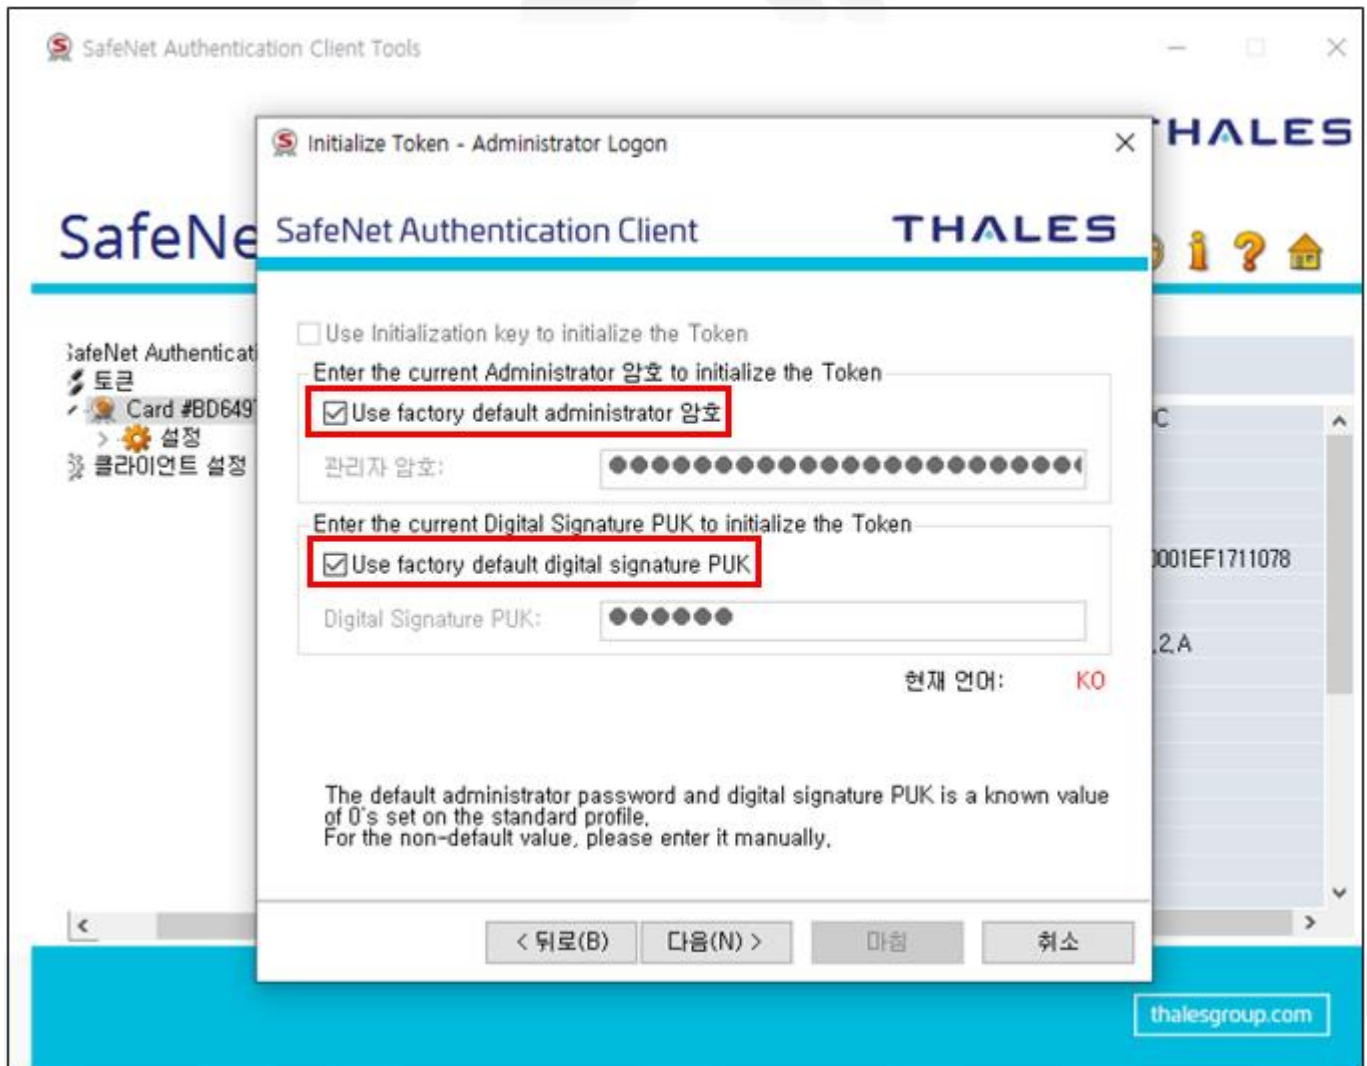 SafeNet Authentication Client Tools
THALES
SafeNe
SafeNet Authenticati
토큰
Card #BD649
설정
클라이언트 설정
Initialize Token - Administrator Logon
SafeNet Authentication Client
THALES
Use Initialization key to initialize the Token
Enter the current Administrator 암호 to initialize the Token
Use factory default administrator 암호
관리자 암호:
Enter the current Digital Signature PUK to initialize the Token
Use factory default digital signature PUK
Digital Signature PUK:
현재 언어: KO
The default administrator password and digital signature PUK is a known value
of 0's set on the standard profile.
For the non-default value, please enter it manually.
< 뒤로(B)
다음(N) >
마침
취소
C
0001EF1711078
.2.A
thalesgroup.com